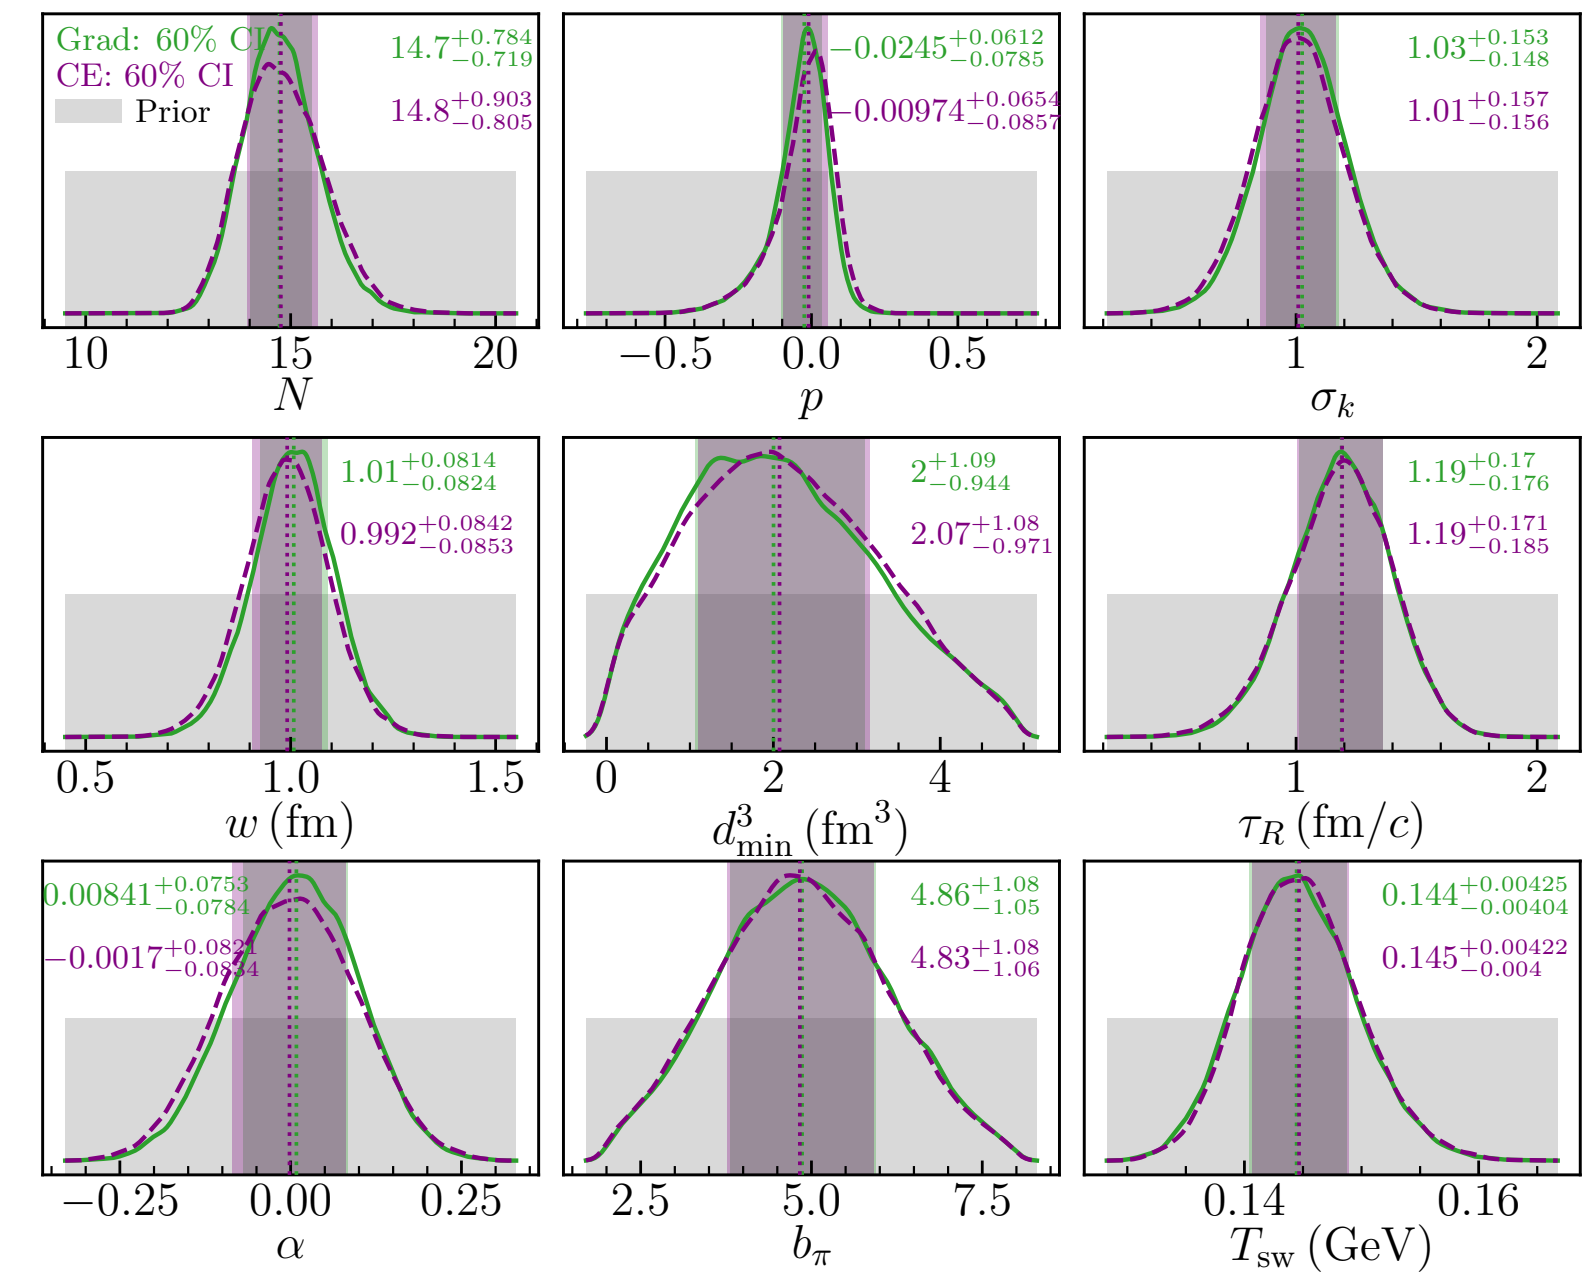 Grad: 60% CI
CE: 60% CI
Prior
14.7+0.784−0.719
14.8+0.903−0.805
10 15 20
N
−0.0245+0.0612−0.0785
−0.00974+0.0654−0.0857
−0.5 0.0 0.5
p
1.03+0.153−0.148
1.01+0.157−0.156
1 2
σk
1.01+0.0814−0.0824
0.992+0.0842−0.0853
0.5 1.0 1.5
w (fm)
2+1.09−0.944
2.07+1.08−0.971
0 2 4
d3min (fm3)
1.19+0.17−0.176
1.19+0.171−0.185
1 2
τR (fm/c)
0.00841+0.0753−0.0784
−0.0017+0.0821−0.0834
−0.25 0.00 0.25
α
4.86+1.08−1.05
4.83+1.08−1.06
2.5 5.0 7.5
bπ
0.144+0.00425−0.00404
0.145+0.00422−0.004
0.14 0.16
Tsw (GeV)